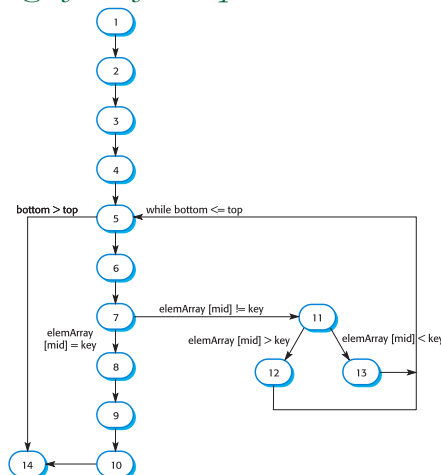 1
2
3
4
bottom > top
while bottom <= top
5
6
elemArray [mid] != key
7
11
elemArray
[mid] = key
elemArray [mid] > key
elemArray [mid] < key
8
12
13
9
14
10